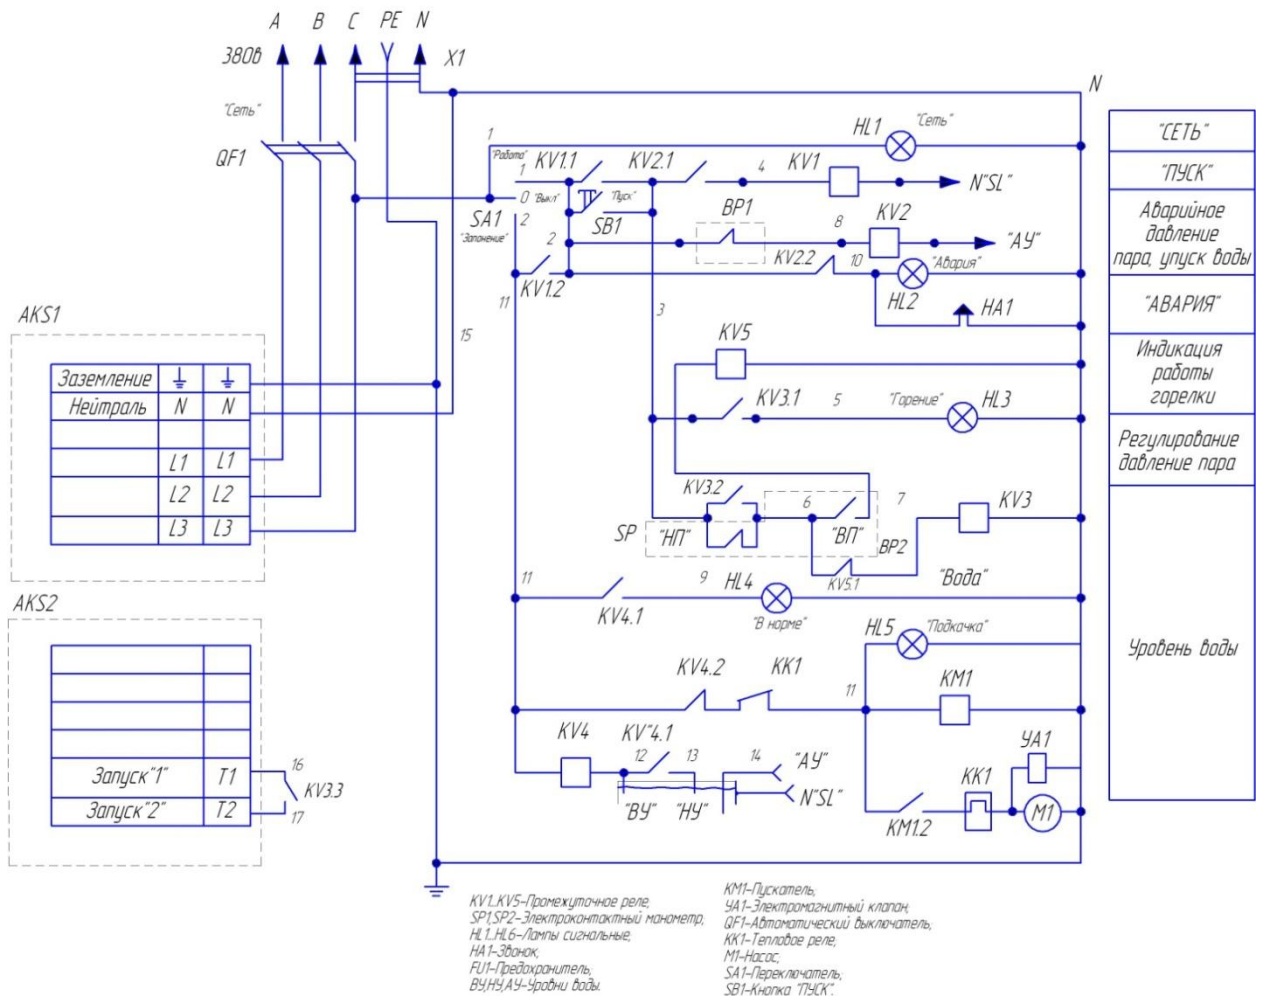 A B C PE N
380в
X1
"Сеть"
QF1
N
1
HL1
"Сеть"
"Работа"
1
KV1.1
KV2.1
4
KV1
N"SL"
0
"Выкл"
"Пуск"
SA1
2
SB1
BP1
8
KV2
"АУ"
"Заполнение"
2
KV2.2
10
"Авария"
KV1.2
HL2
HA1
11
3
15
KV5
KV3.1
5
"Горение"
HL3
KV3.2
6
7
KV3
SP
"НП"
"ВП"
BP2
KV5.1
"Вода"
11
9
HL4
KV4.1
"В норме"
HL5
"Подкачка"
KV4.2
KK1
11
KM1
KV4
KV"4.1
12
13
14
"АУ"
N"SL"
"ВУ"
"НУ"
УА1
KK1
KM1.2
M1
"СЕТЬ"
"ПУСК"
Аварийное
давление
пара, упуск воды
"АВАРИЯ"
Индикация
работы
горелки
Регулирование
давление пара
Уровень воды
AKS1
Заземление
Нейтраль N N
L1 L1
L2 L2
L3 L3
AKS2
Запуск"1" T1
Запуск"2" T2
16
KV3.3
17
KV1..KV5-Промежуточное реле,
SP1,SP2-Электроконтактный манометр,
HL1..HL6-Лампы сигнальные,
HA1-Звонок,
FU1-Предохранитель,
ВУ,НУ,АУ-Уровни воды.
KM1-Пускатель,
УА1-Электромагнитный клапан,
QF1-Автоматический выключатель,
KK1-Тепловое реле,
M1-Насос,
SA1-Переключатель,
SB1-Кнопка "ПУСК".